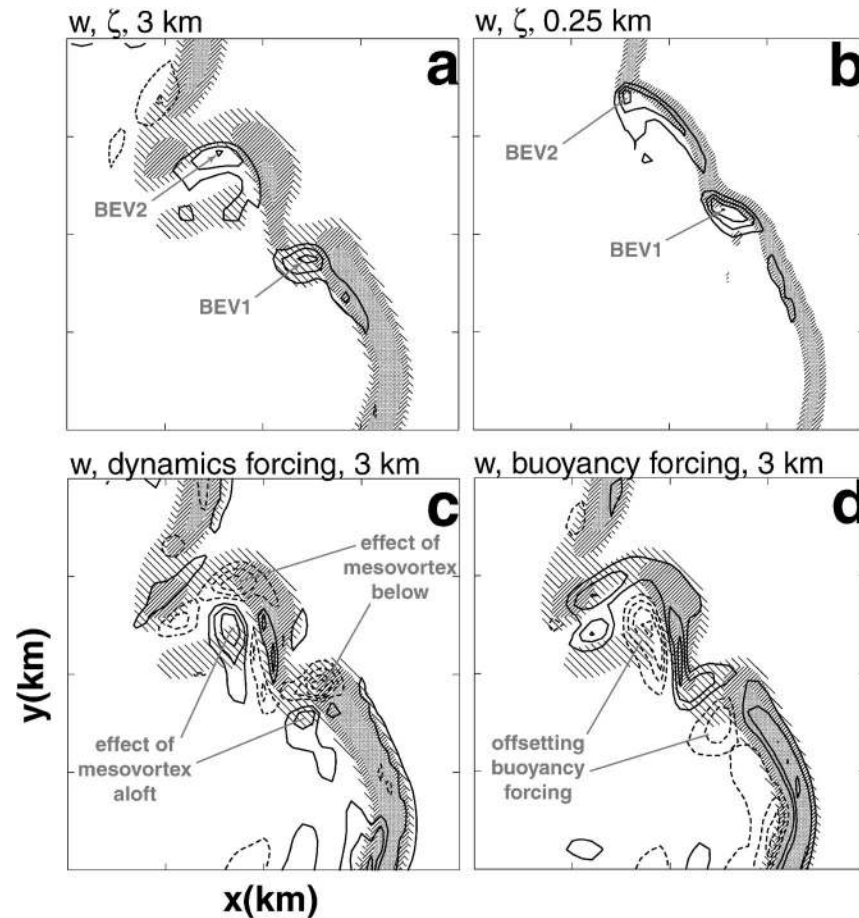 w, ζ, 3 km
a
BEV2
BEV1
w, ζ, 0.25 km
b
BEV2
BEV1
w, dynamics forcing, 3 km
c
effect of
mesovortex
below
effect of
mesovortex
aloft
w, buoyancy forcing, 3 km
d
offsetting
buoyancy
forcing
y(km)
x(km)